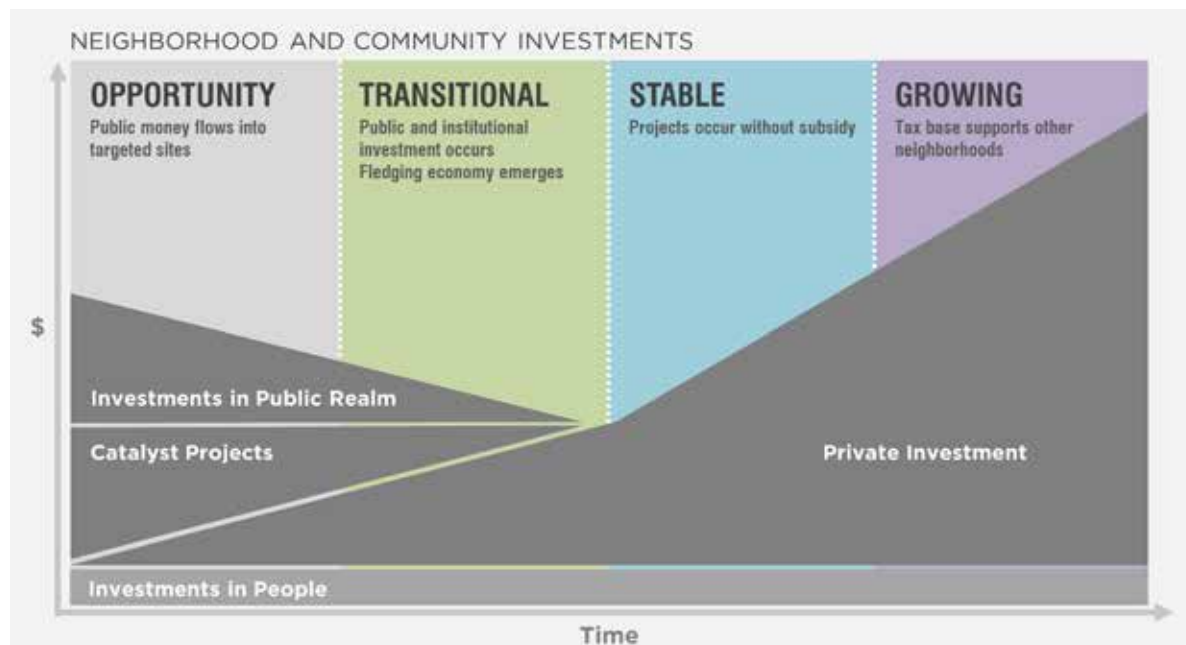 NEIGHBORHOOD AND COMMUNITY INVESTMENTS
OPPORTUNITY
Public money flows into
targeted sites
TRANSITIONAL
Public and institutional
investment occurs
Fledging economy emerges
STABLE
Projects occur without subsidy
GROWING
Tax base supports other
neighborhoods
$
Investments in Public Realm
Catalyst Projects
Private Investment
Investments in People
Time